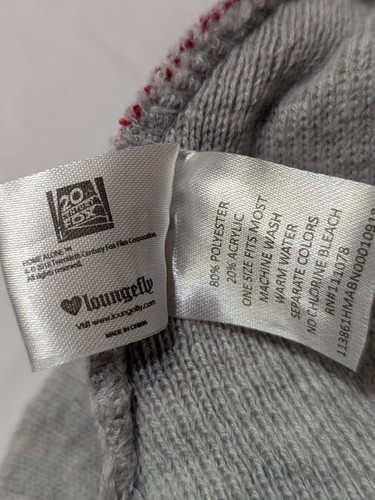 20
CENTURY
FOX
HOME ALONE™
& © 2018 Twentieth Century Fox Film Corporation.
All rights reserved.
loungefly
Visit www.loungefly.com
MADE IN CHINA
80% POLYESTER
20% ACRYLIC
ONE SIZE FITS MOST
MACHINE WASH
WARM WATER
SEPARATE COLORS
NO CHLORINE BLEACH
RN#111078